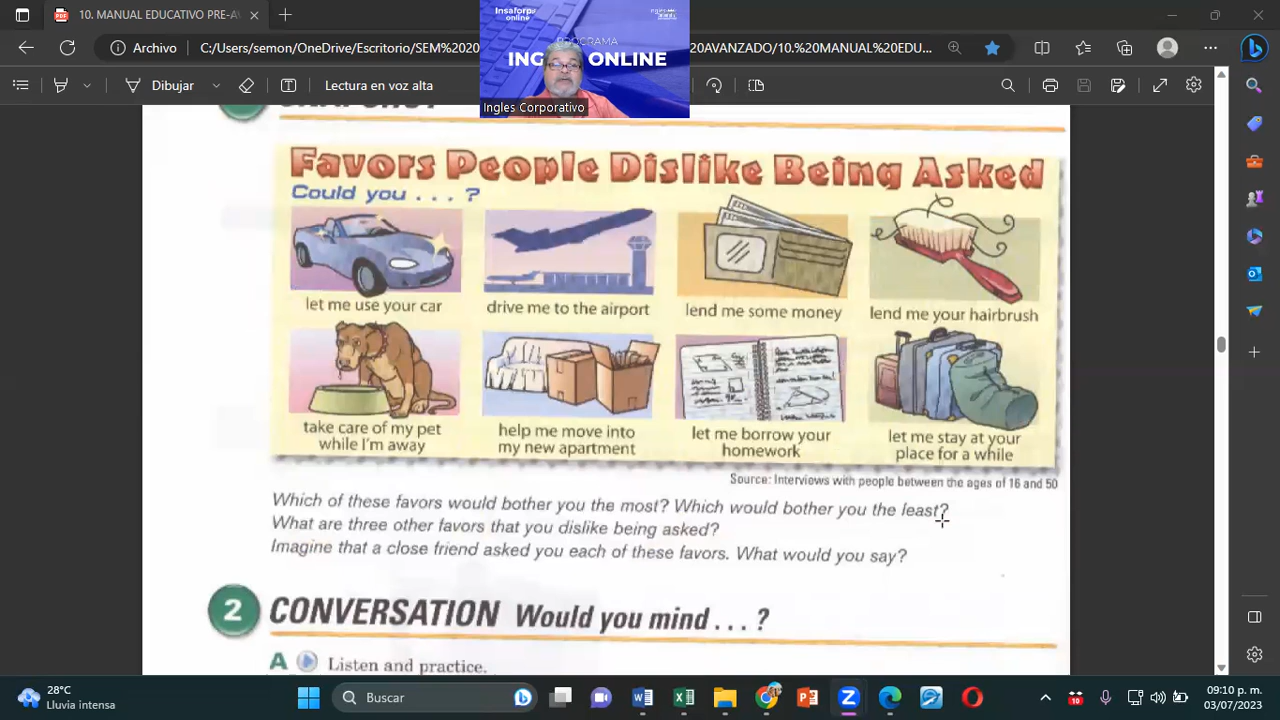 10. MANUAL EDUCATIVO PRE-A
Insaforp
online
PROGRAMA
ING ONLINE
Ingles Corporativo
Archivo
C:/Users/semon/OneDrive/Escritorio/SEM%20
AVANZADO/10.%20MANUAL%20EDU...
Dibujar
Lectura en voz alta
Favors People Dislike Being Asked
Could you . . . ?
let me use your car
drive me to the airport
lend me some money
lend me your hairbrush
take care of my pet
while I'm away
help me move into
my new apartment
let me borrow your
homework
let me stay at your
place for a while
Source: Interviews with people between the ages of 16 and 50
Which of these favors would bother you the most? Which would bother you the least?
What are three other favors that you dislike being asked?
Imagine that a close friend asked you each of these favors. What would you say?
2 CONVERSATION Would you mind . . . ?
A Listen and practice.
28°C
Lluvia intensa
Buscar
10
09:10 p. m.
03/07/2023